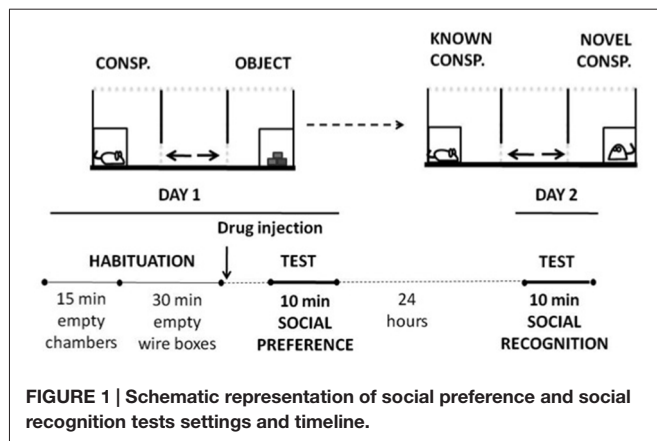 KNOWN NOVEL
CONSP. OBJECT CONSP. CONSP.
DAY 1 DAY 2
Drug injection
HABITUATION TEST TEST
15 min 30 min 10 min 24 10 min
empty empty SOCIAL hours SOCIAL
chambers wire boxes PREFERENCE RECOGNITION
FIGURE 1 | Schematic representation of social preference and social
recognition tests settings and timeline.